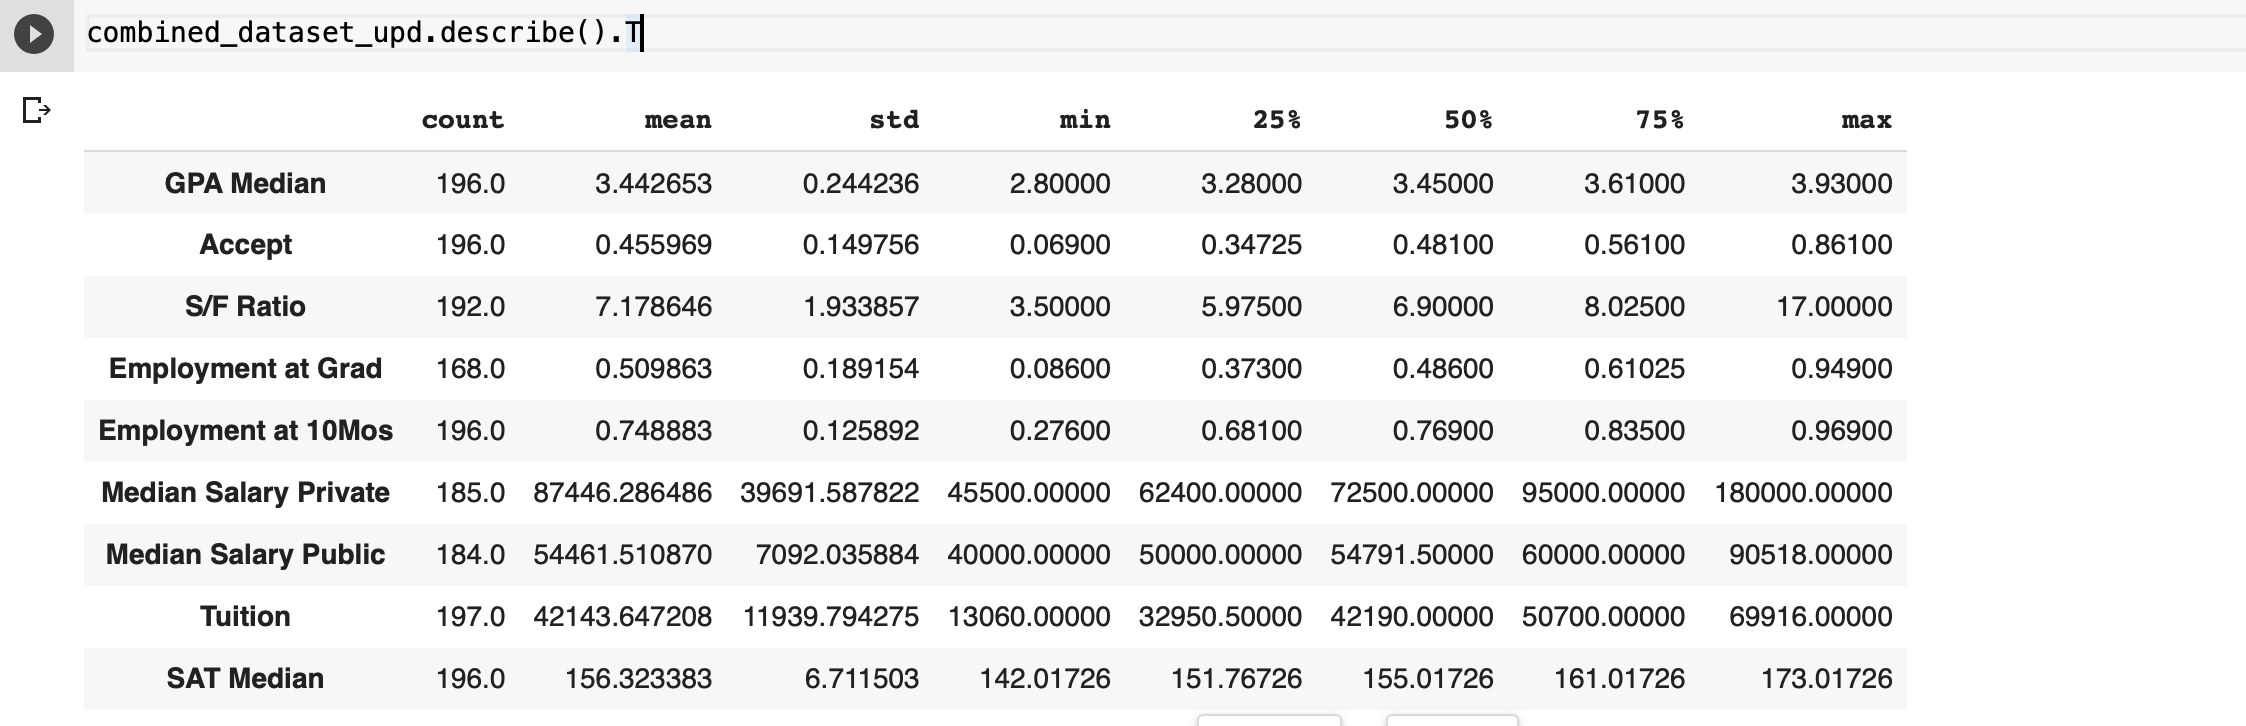 combined_dataset_upd.describe().T
count mean std min 25% 50% 75% max
GPA Median 196.0 3.442653 0.244236 2.80000 3.28000 3.45000 3.61000 3.93000
Accept 196.0 0.455969 0.149756 0.06900 0.34725 0.48100 0.56100 0.86100
S/F Ratio 192.0 7.178646 1.933857 3.50000 5.97500 6.90000 8.02500 17.00000
Employment at Grad 168.0 0.509863 0.189154 0.08600 0.37300 0.48600 0.61025 0.94900
Employment at 10Mos 196.0 0.748883 0.125892 0.27600 0.68100 0.76900 0.83500 0.96900
Median Salary Private 185.0 87446.286486 39691.587822 45500.00000 62400.00000 72500.00000 95000.00000 180000.00000
Median Salary Public 184.0 54461.510870 7092.035884 40000.00000 50000.00000 54791.50000 60000.00000 90518.00000
Tuition 197.0 42143.647208 11939.794275 13060.00000 32950.50000 42190.00000 50700.00000 69916.00000
SAT Median 196.0 156.323383 6.711503 142.01726 151.76726 155.01726 161.01726 173.01726